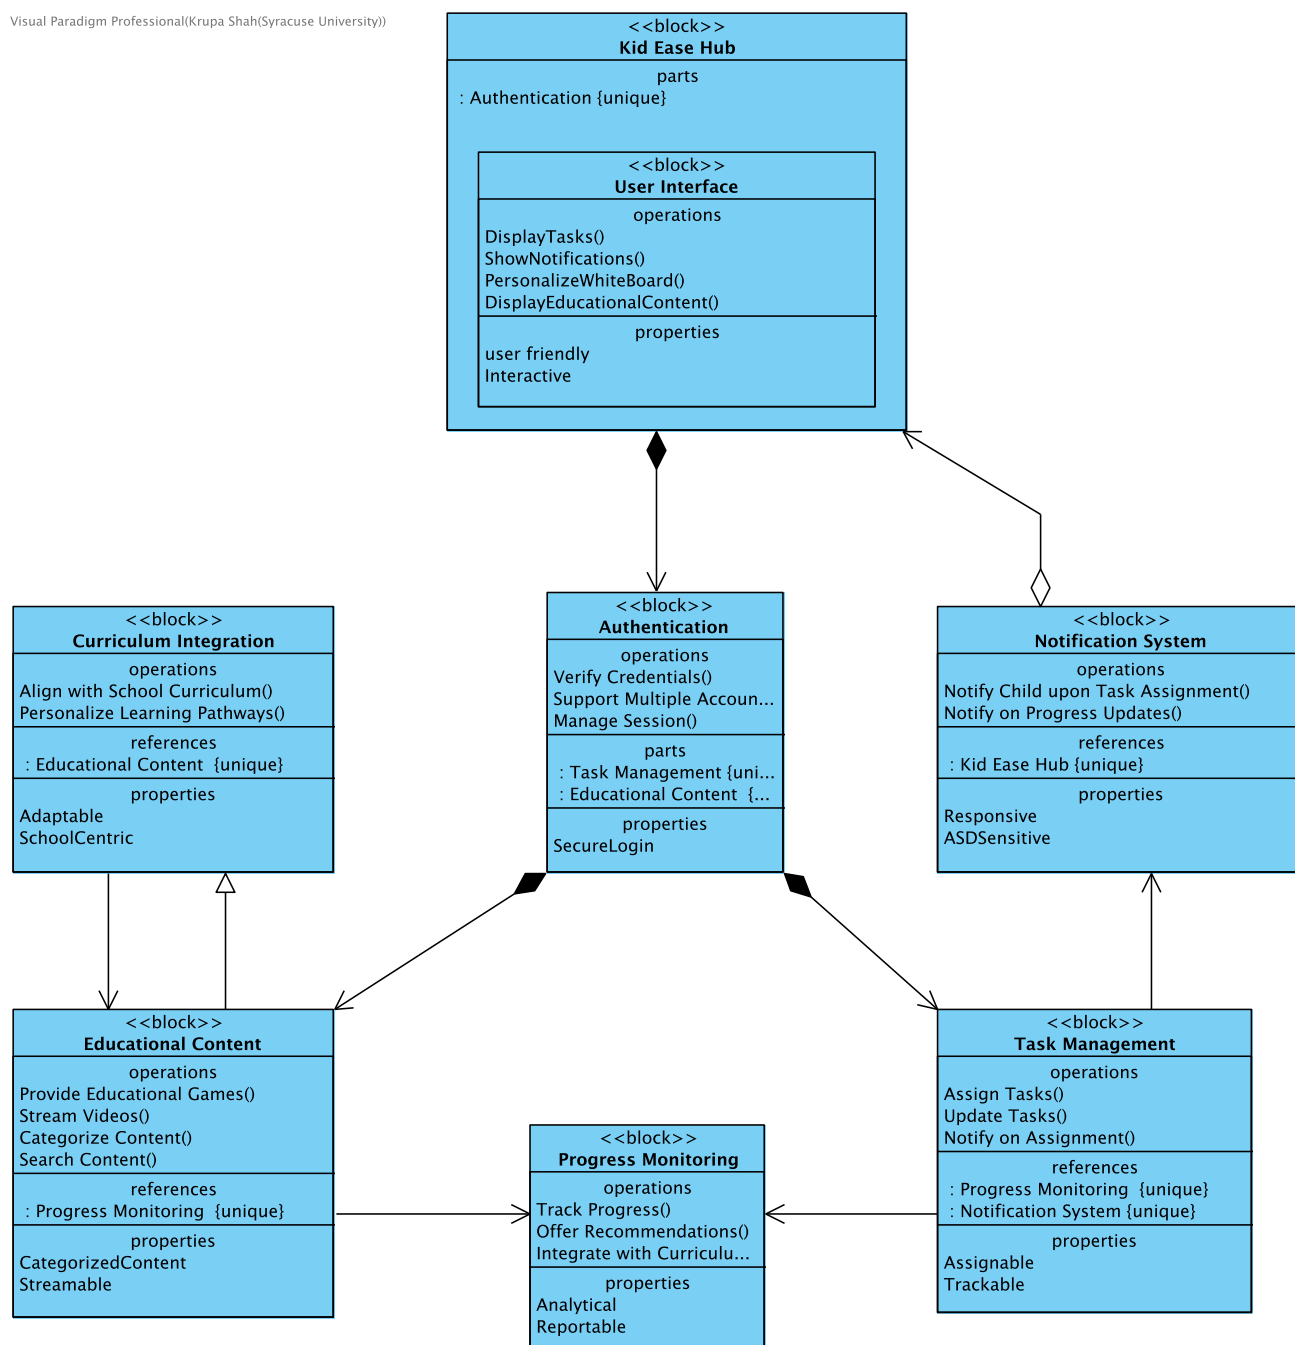 Visual Paradigm Professional(Krupa Shah(Syracuse University))
<<block>>
Kid Ease Hub
parts
: Authentication {unique}
<<block>>
User Interface
operations
DisplayTasks()
ShowNotifications()
PersonalizeWhiteBoard()
DisplayEducationalContent()
properties
user friendly
Interactive
<<block>>
Curriculum Integration
operations
Align with School Curriculum()
Personalize Learning Pathways()
references
: Educational Content  {unique}
properties
Adaptable
SchoolCentric
<<block>>
Authentication
operations
Verify Credentials()
Support Multiple Accoun...
Manage Session()
parts
: Task Management {uni...
: Educational Content  {...
properties
SecureLogin
<<block>>
Notification System
operations
Notify Child upon Task Assignment()
Notify on Progress Updates()
references
: Kid Ease Hub {unique}
properties
Responsive
ASDSensitive
<<block>>
Educational Content
operations
Provide Educational Games()
Stream Videos()
Categorize Content()
Search Content()
references
: Progress Monitoring  {unique}
properties
CategorizedContent
Streamable
<<block>>
Progress Monitoring
operations
Track Progress()
Offer Recommendations()
Integrate with Curriculu...
properties
Analytical
Reportable
<<block>>
Task Management
operations
Assign Tasks()
Update Tasks()
Notify on Assignment()
references
: Progress Monitoring  {unique}
: Notification System {unique}
properties
Assignable
Trackable